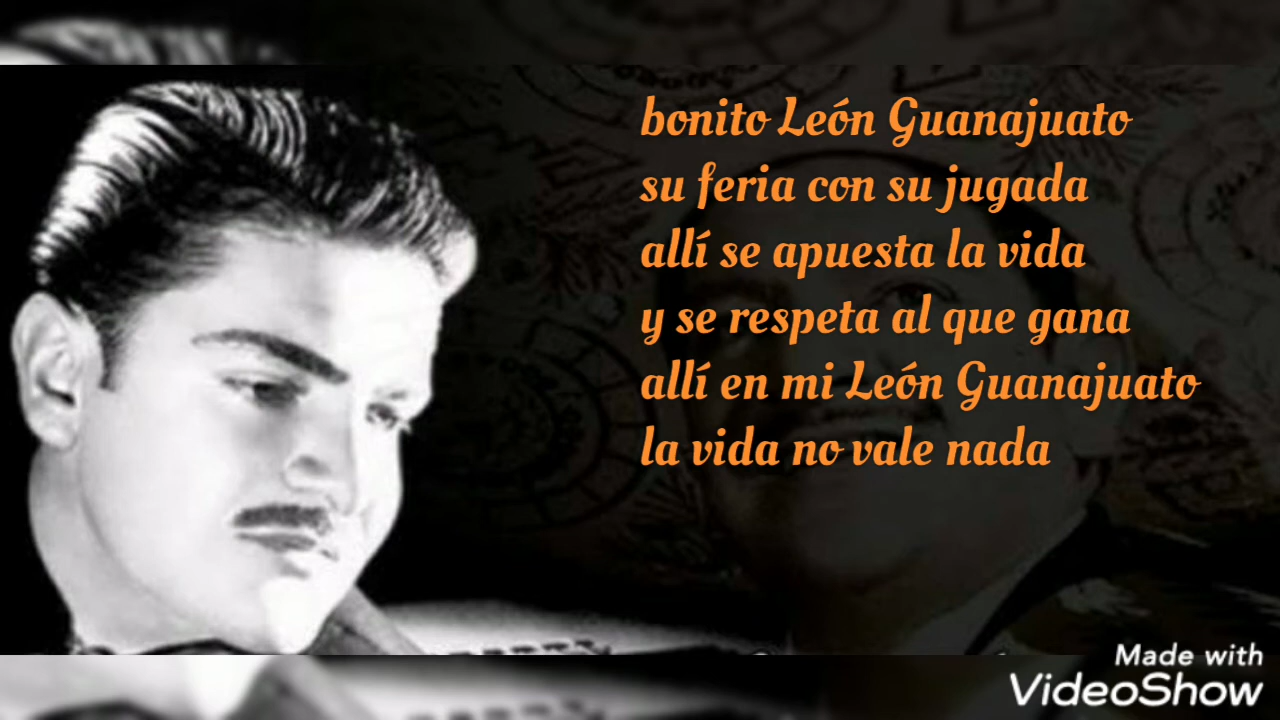 bonito León Guanajuato
su feria con su jugada
allí se apuesta la vida
y se respeta al que gana
allí en mi León Guanajuato
la vida no vale nada
Made with
VideoShow